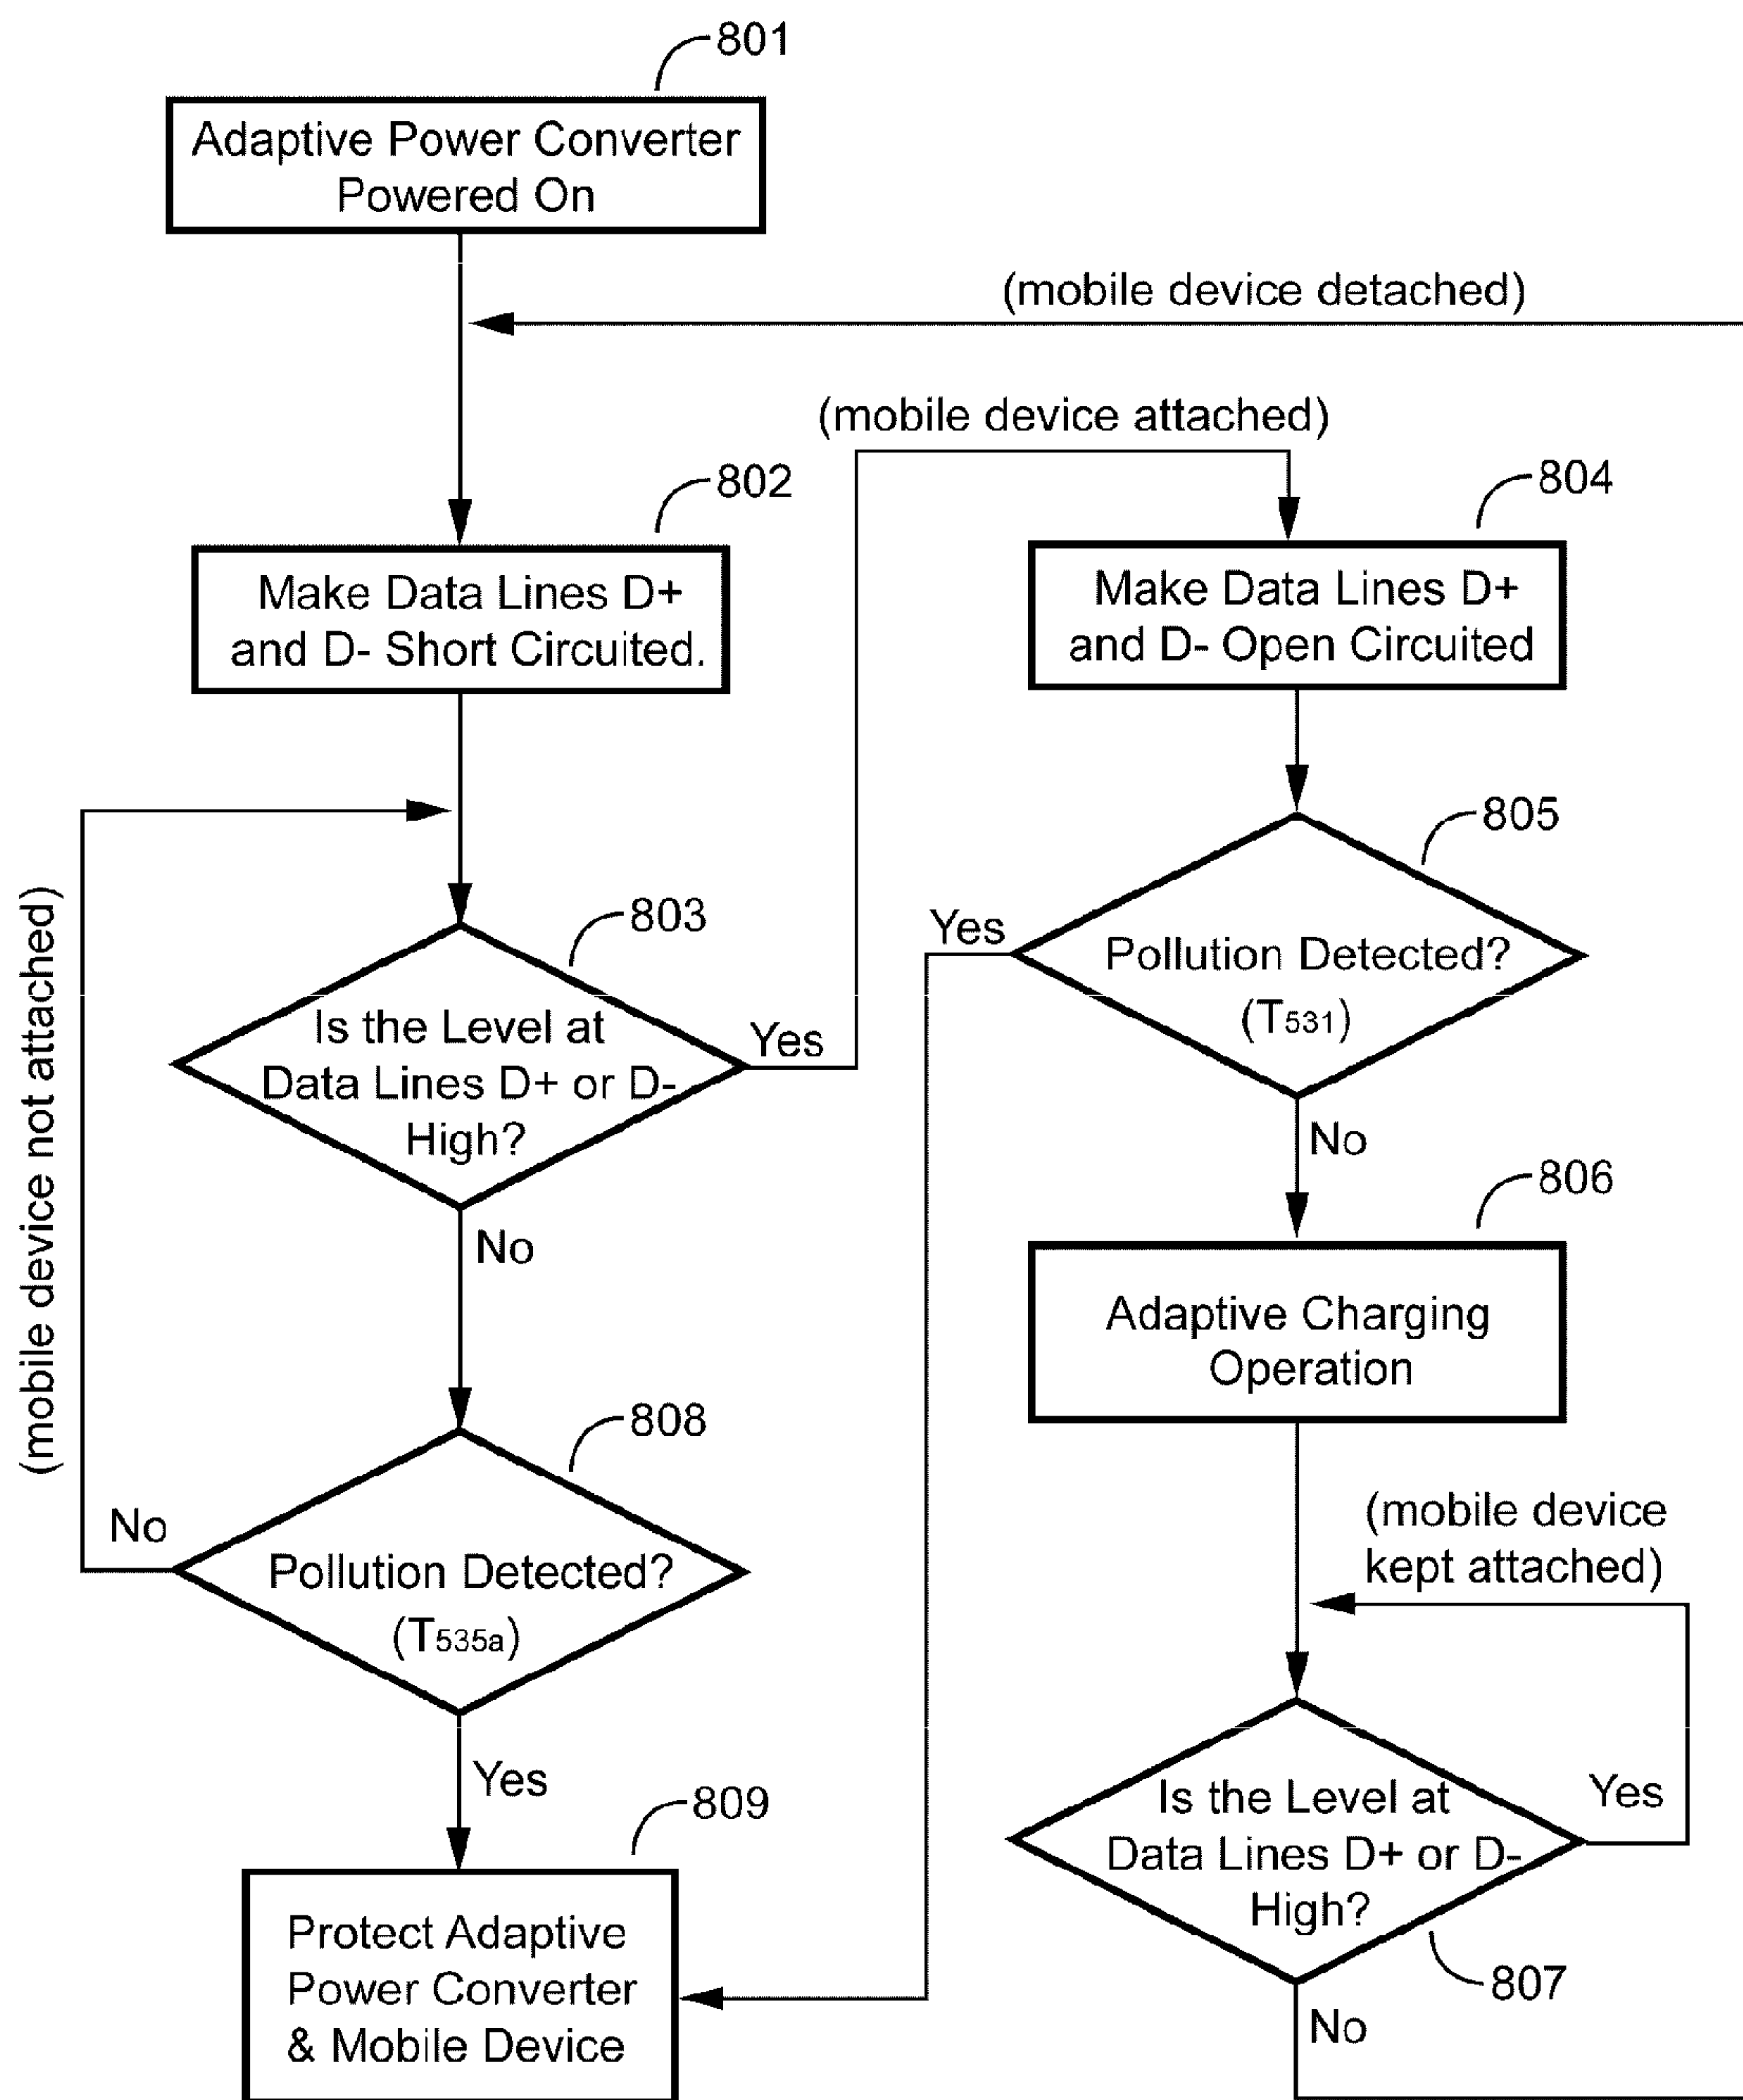 801
Adaptive Power Converter
Powered On
(mobile device detached)
(mobile device attached)
802
Make Data Lines D+
and D- Short Circuited.
804
Make Data Lines D+
and D- Open Circuited
(mobile device not attached)
803
Is the Level at
Data Lines D+ or D-
High?
Yes
No
805
Pollution Detected?
(T531)
Yes
No
806
Adaptive Charging
Operation
808
Pollution Detected?
(T535a)
No
Yes
(mobile device
kept attached)
809
Protect Adaptive
Power Converter
& Mobile Device
Is the Level at
Data Lines D+ or D-
High?
Yes
807
No